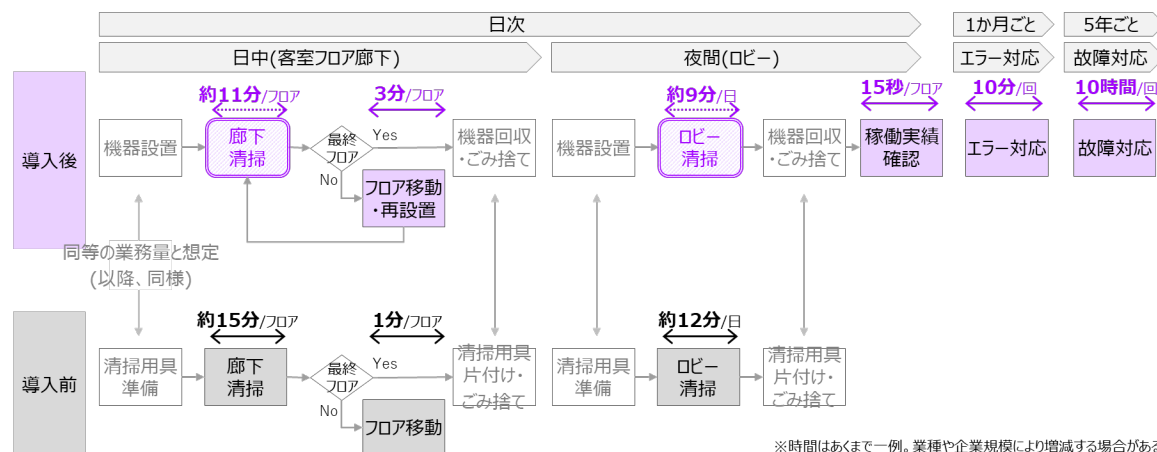 日次
1か月ごと
5年ごと
日中(客室フロア廊下)
夜間(ロビー)
エラー対応
故障対応
導入後
約11分/フロア
3分/フロア
約9分/日
15秒/フロア
10分/回
10時間/回
機器設置
廊下
清掃
最終
フロア
Yes
No
フロア移動
・再設置
機器回収
・ごみ捨て
機器設置
ロビー
清掃
機器回収
・ごみ捨て
稼働実績
確認
エラー対応
故障対応
同等の業務量と想定
(以降、同様)
導入前
約15分/フロア
1分/フロア
約12分/日
清掃用具
準備
廊下
清掃
最終
フロア
Yes
No
フロア移動
清掃用具
片付け・
ごみ捨て
清掃用具
準備
ロビー
清掃
清掃用具
片付け・
ごみ捨て
※時間はあくまで一例。業種や企業規模により増減する場合がある